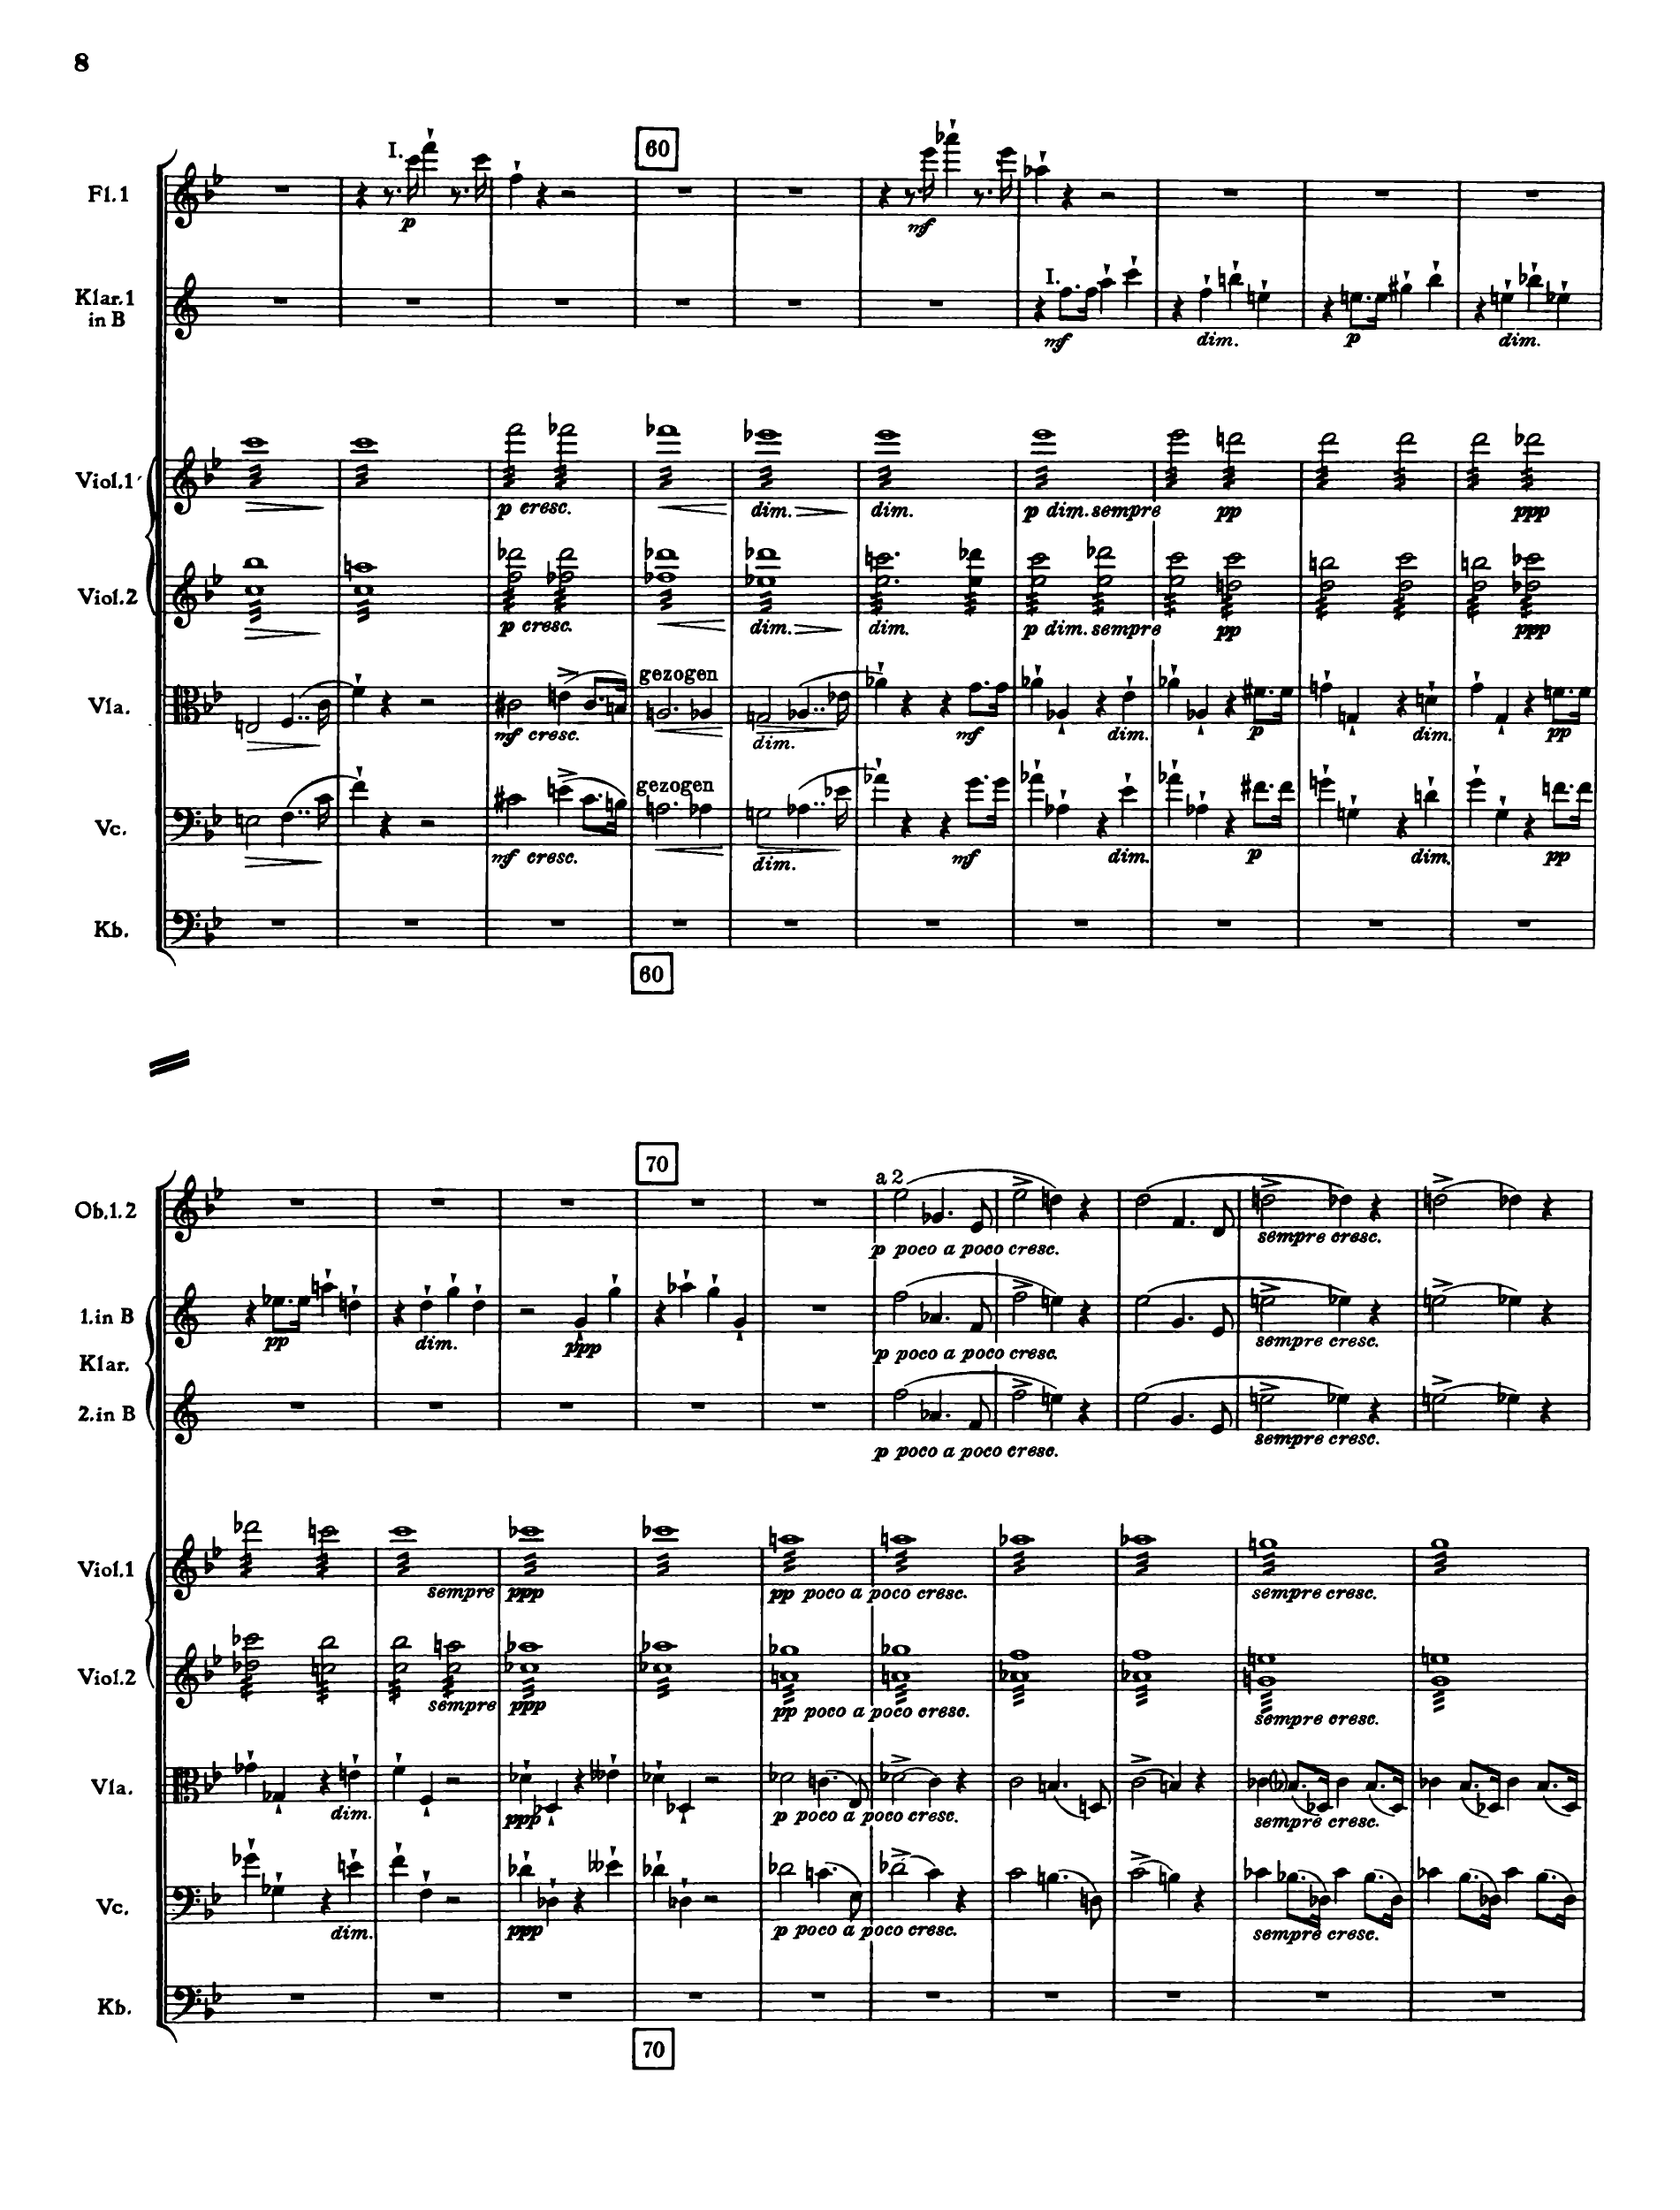 8
60
Fl.1 I. p mf
Klar.1
in B I. mf dim. p dim.
Viol.1 p cresc. dim. dim. p dim. sempre pp ppp
Viol.2 p cresc. dim. dim. p dim. sempre pp ppp
gezogen
Vla. mf cresc. dim. mf dim. p dim. pp
gezogen
Vc. mf cresc. dim. mf dim. p dim. pp
Kb.
60
70
Ob.1.2 a 2 p poco a poco cresc. sempre cresc.
1.in B pp dim. ppp p poco a poco cresc. sempre cresc.
Klar.
2.in B p poco a poco cresc. sempre cresc.
Viol.1 sempre ppp pp poco a poco cresc. sempre cresc.
Viol.2 sempre ppp pp poco a poco cresc. sempre cresc.
Vla. dim. ppp p poco a poco cresc. sempre cresc.
Vc. dim. ppp p poco a poco cresc. sempre cresc.
Kb.
70